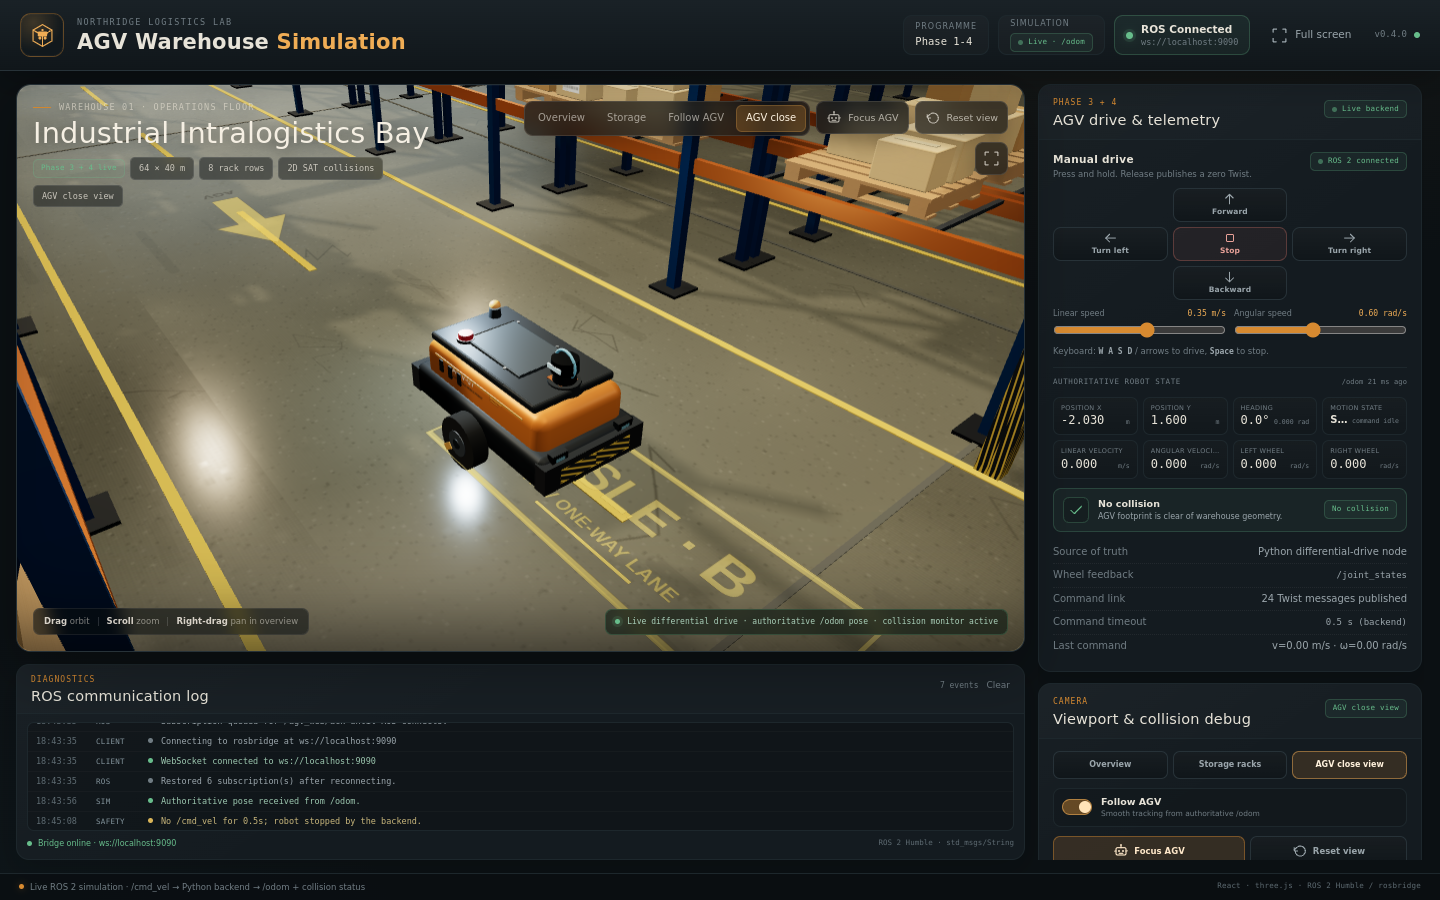 NORTHRIDGE LOGISTICS LAB
AGV Warehouse Simulation
PROGRAMME
Phase 1-4
SIMULATION
Live · /odom
ROS Connected
ws://localhost:9090
Full screen
v0.4.0
WAREHOUSE 01 · OPERATIONS FLOOR
Industrial Intralogistics Bay
Phase 3 + 4 live
64 × 40 m
8 rack rows
2D SAT collisions
AGV close view
Overview
Storage
Follow AGV
AGV close
Focus AGV
Reset view
SLE · B
ONE-WAY LANE
Drag orbit | Scroll zoom | Right-drag pan in overview
Live differential drive · authoritative /odom pose · collision monitor active
DIAGNOSTICS
ROS communication log
7 events
Clear
18:43:35 CLIENT Connecting to rosbridge at ws://localhost:9090
18:43:35 CLIENT WebSocket connected to ws://localhost:9090
18:43:35 ROS Restored 6 subscription(s) after reconnecting.
18:43:56 SIM Authoritative pose received from /odom.
18:45:08 SAFETY No /cmd_vel for 0.5s; robot stopped by the backend.
Bridge online · ws://localhost:9090
ROS 2 Humble · std_msgs/String
PHASE 3 + 4
AGV drive & telemetry
Live backend
Manual drive
Press and hold. Release publishes a zero Twist.
ROS 2 connected
Forward
Turn left
Stop
Turn right
Backward
Linear speed 0.35 m/s
Angular speed 0.60 rad/s
Keyboard: W A S D / arrows to drive, Space to stop.
AUTHORITATIVE ROBOT STATE
/odom 21 ms ago
POSITION X
-2.030 m
POSITION Y
1.600 m
HEADING
0.0° 0.000 rad
MOTION STATE
S... command idle
LINEAR VELOCITY
0.000 m/s
ANGULAR VELOCI...
0.000 rad/s
LEFT WHEEL
0.000 rad/s
RIGHT WHEEL
0.000 rad/s
No collision
AGV footprint is clear of warehouse geometry.
No collision
Source of truth Python differential-drive node
Wheel feedback /joint_states
Command link 24 Twist messages published
Command timeout 0.5 s (backend)
Last command v=0.00 m/s · ω=0.00 rad/s
CAMERA
Viewport & collision debug
AGV close view
Overview
Storage racks
AGV close view
Follow AGV
Smooth tracking from authoritative /odom
Focus AGV
Reset view
Live ROS 2 simulation · /cmd_vel → Python backend → /odom + collision status
React · three.js · ROS 2 Humble / rosbridge